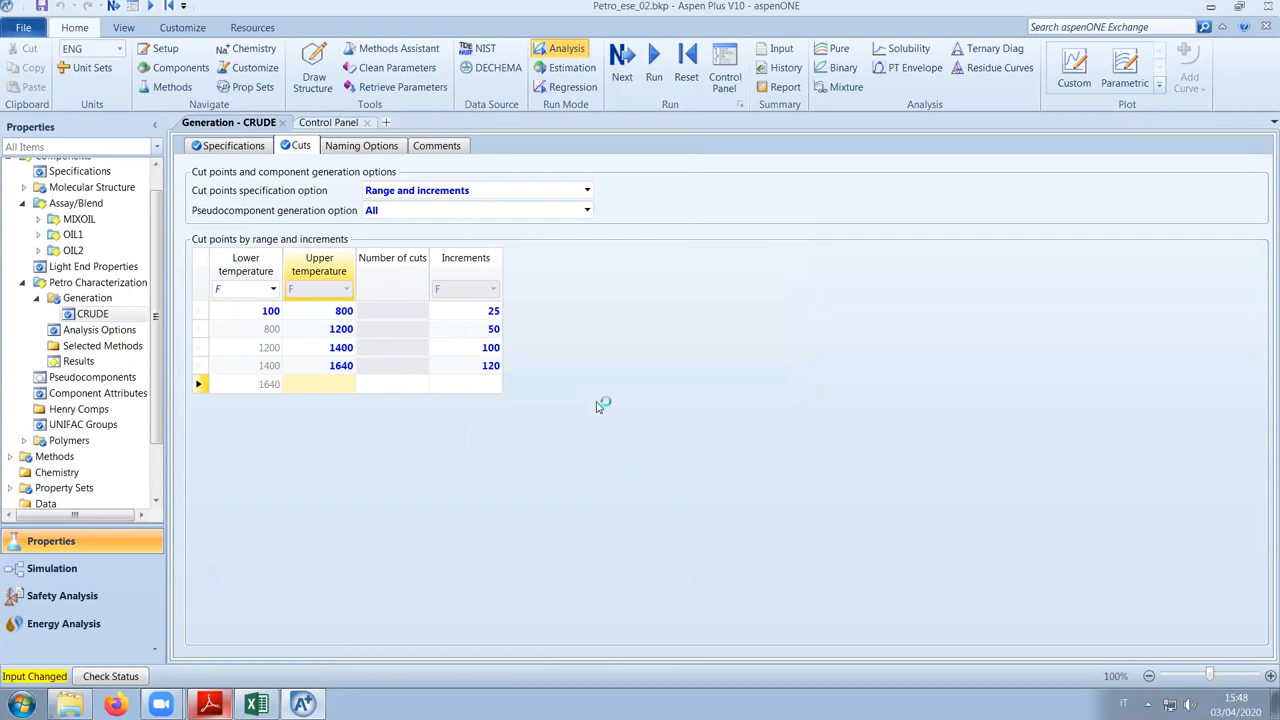 Petro_ese_02.bkp - Aspen Plus V10 - aspenONE
File Home View Customize Resources Search aspenONE Exchange
Cut ENG Setup Chemistry Methods Assistant NIST Analysis Input Pure Solubility Ternary Diag
Copy Unit Sets Components Customize Clean Parameters DECHEMA Estimation History Binary PT Envelope Residue Curves
Paste Methods Prop Sets Draw Structure Retrieve Parameters Regression Next Run Reset Control Panel Report Mixture Custom Parametric Add Curve
Clipboard Units Navigate Tools Data Source Run Mode Run Summary Analysis Plot
Properties
Generation - CRUDE Control Panel
All Items
Specifications Cuts Naming Options Comments
Components
Specifications
Molecular Structure
Assay/Blend
MIXOIL
OIL1
OIL2
Light End Properties
Petro Characterization
Generation
CRUDE
Analysis Options
Selected Methods
Results
Pseudocomponents
Component Attributes
Henry Comps
UNIFAC Groups
Polymers
Methods
Chemistry
Property Sets
Data
Properties
Simulation
Safety Analysis
Energy Analysis
Cut points and component generation options
Cut points specification option Range and increments
Pseudocomponent generation option All
Cut points by range and increments
Lower temperature Upper temperature Number of cuts Increments
F F F
100 800 25
800 1200 50
1200 1400 100
1400 1640 120
1640
Input Changed Check Status 100%
IT 15:48
03/04/2020